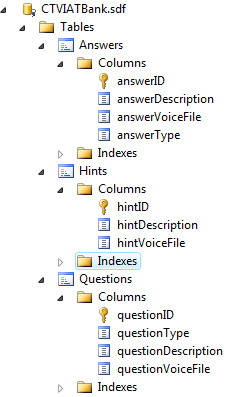 CTVIATBank.sdf
Tables
Answers
Columns
answerID
answerDescription
answerVoiceFile
answerType
Indexes
Hints
Columns
hintID
hintDescription
hintVoiceFile
Indexes
Questions
Columns
questionID
questionType
questionDescription
questionVoiceFile
Indexes